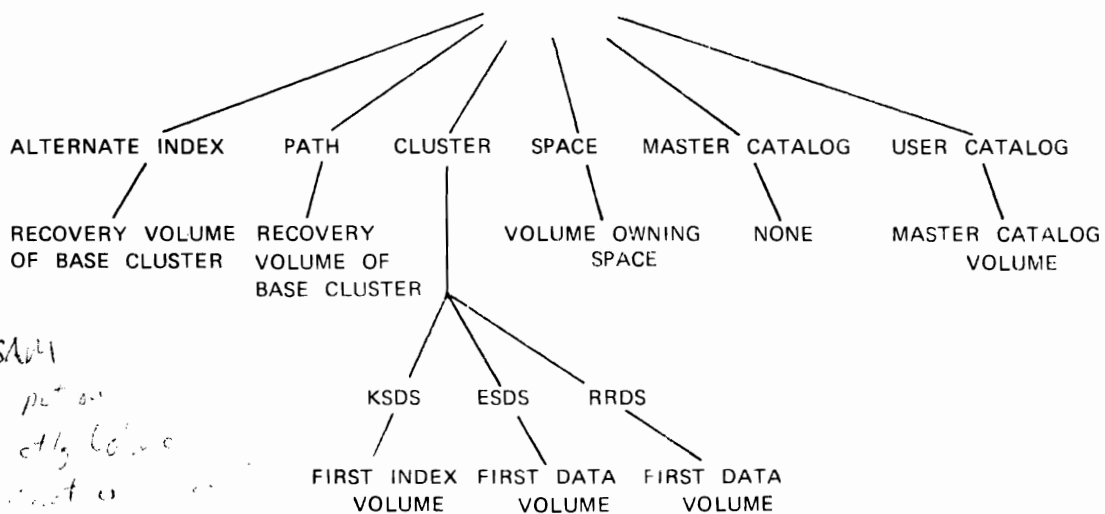 ALTERNATE INDEX PATH CLUSTER SPACE MASTER CATALOG USER CATALOG
RECOVERY VOLUME
OF BASE CLUSTER
RECOVERY
VOLUME OF
BASE CLUSTER
VOLUME OWNING
SPACE
NONE
MASTER CATALOG
VOLUME
KSDS ESDS RRDS
FIRST INDEX
VOLUME
FIRST DATA
VOLUME
FIRST DATA
VOLUME